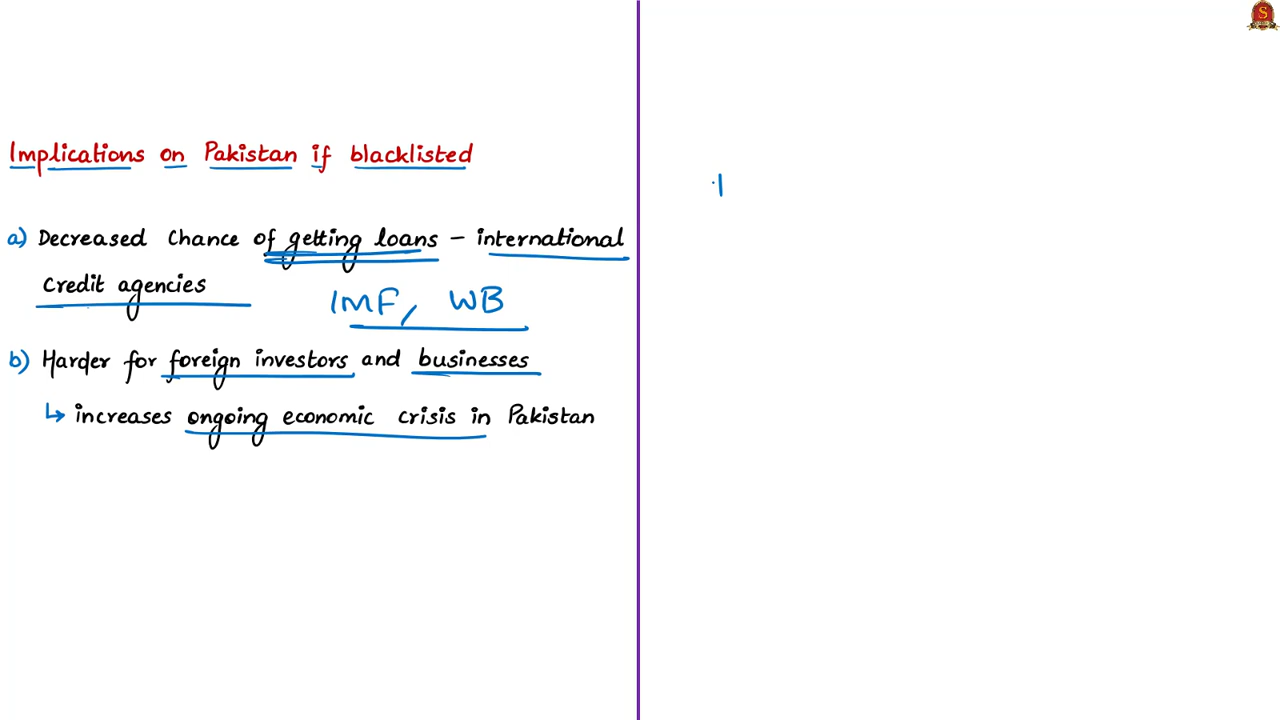 Implications on Pakistan if blacklisted
a) Decreased Chance of getting loans – international
Credit agencies
IMF, WB
b) Harder for foreign investors and businesses
↳ increases ongoing economic crisis in Pakistan
S